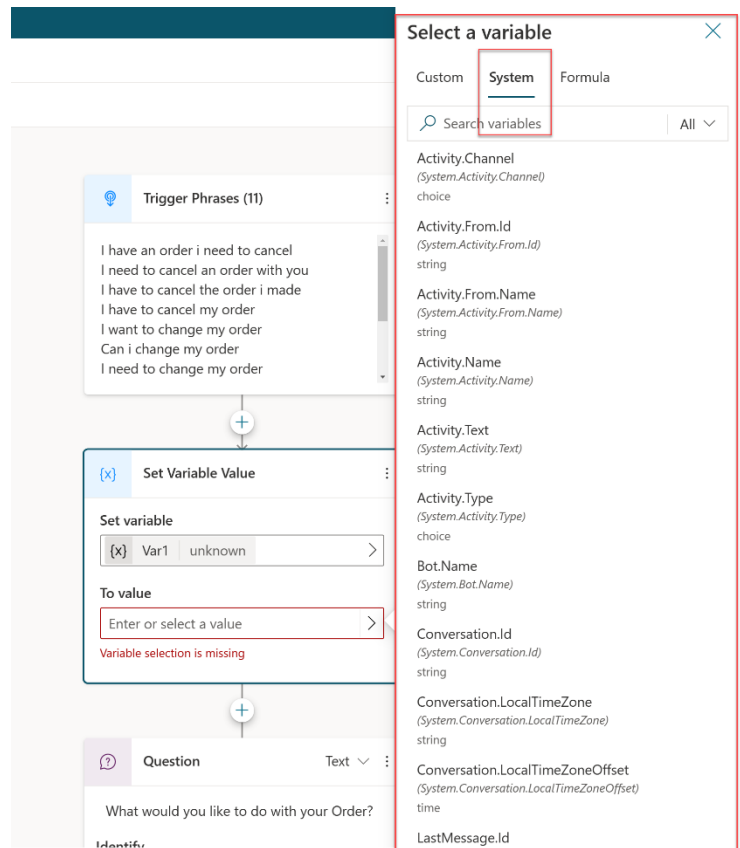 Trigger Phrases (11)
I have an order i need to cancel
I need to cancel an order with you
I have to cancel the order i made
I have to cancel my order
I want to change my order
Can i change my order
I need to change my order
{x} Set Variable Value
Set variable
{x} Var1 unknown
To value
Enter or select a value
Variable selection is missing
Question Text
What would you like to do with your Order?
Identify
Select a variable
Custom System Formula
Search variables All
Activity.Channel
(System.Activity.Channel)
choice
Activity.From.Id
(System.Activity.From.Id)
string
Activity.From.Name
(System.Activity.From.Name)
string
Activity.Name
(System.Activity.Name)
string
Activity.Text
(System.Activity.Text)
string
Activity.Type
(System.Activity.Type)
choice
Bot.Name
(System.Bot.Name)
string
Conversation.Id
(System.Conversation.Id)
string
Conversation.LocalTimeZone
(System.Conversation.LocalTimeZone)
string
Conversation.LocalTimeZoneOffset
(System.Conversation.LocalTimeZoneOffset)
time
LastMessage.Id